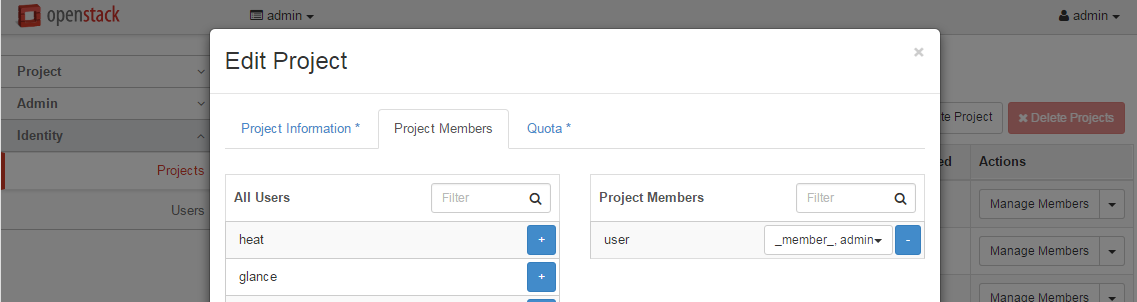 openstack
admin
admin
Edit Project
×
Project
Admin
Identity
Projects
Users
Project Information *
Project Members
Quota *
te Project
Delete Projects
All Users
Filter
Project Members
Filter
ed
Actions
heat
+
user
_member_, admin
-
Manage Members
glance
+
Manage Members
+
Manage Members